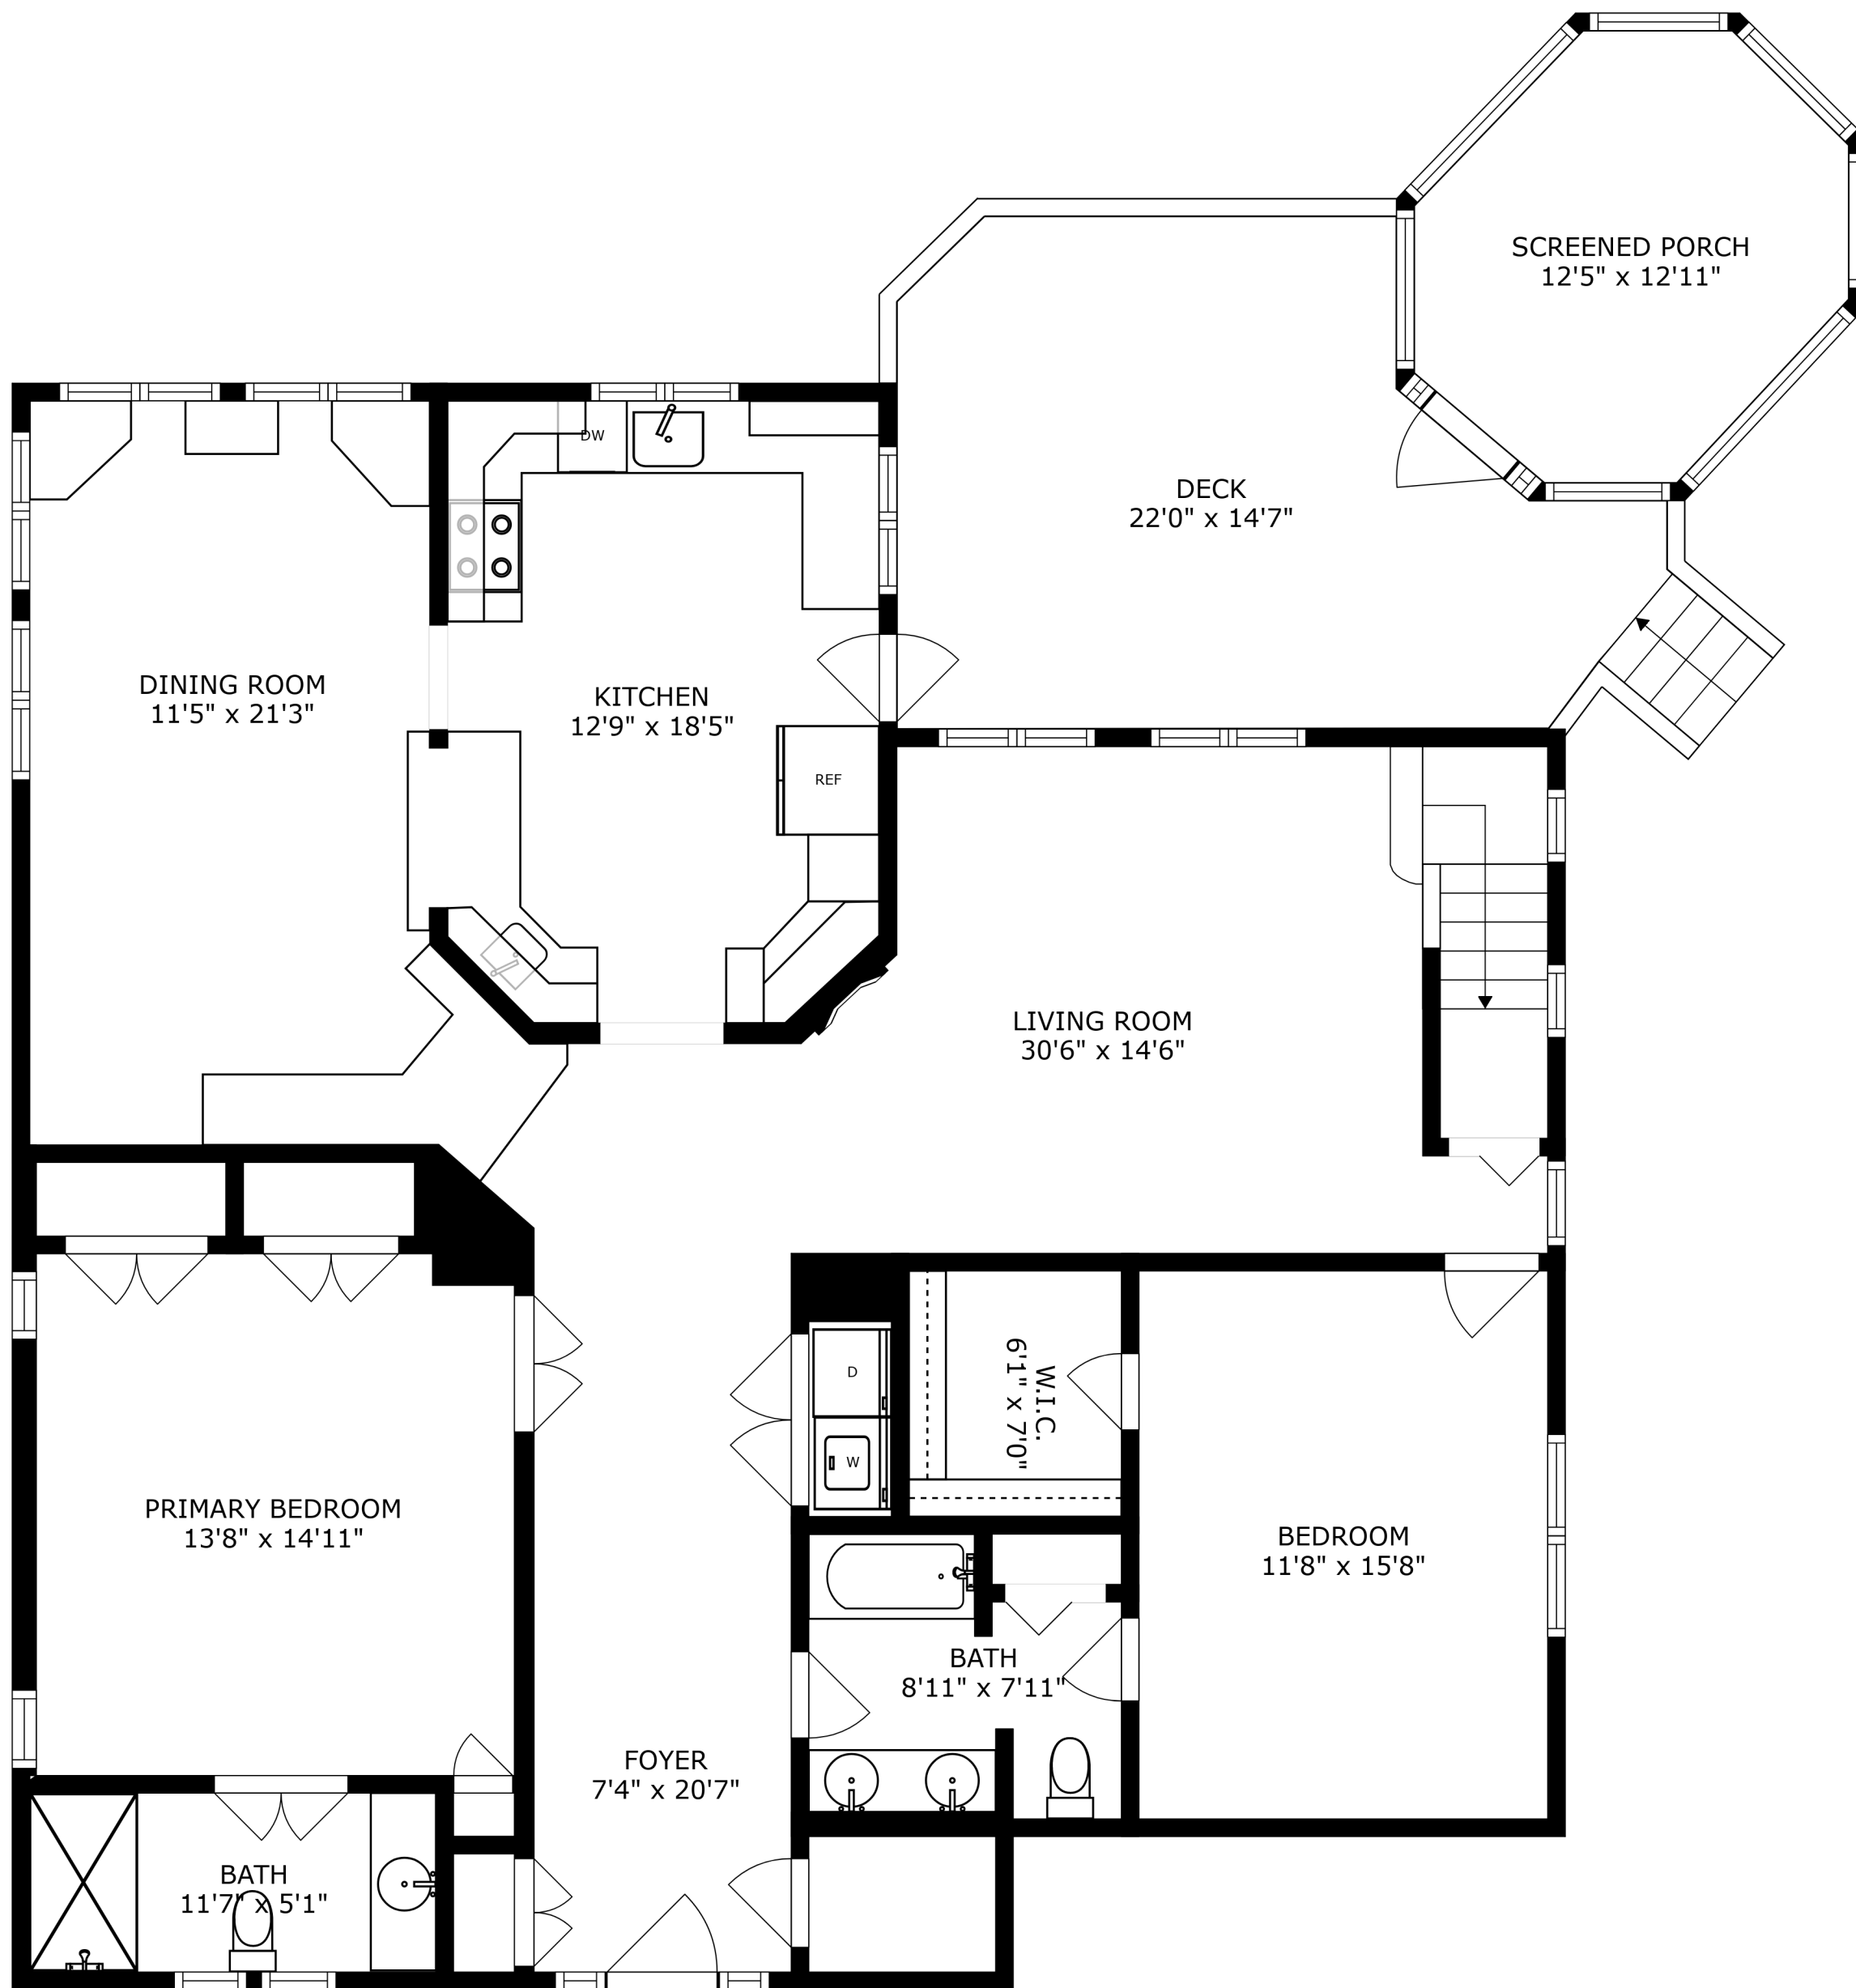 SCREENED PORCH
12'5" x 12'11"
DW
DECK
22'0" x 14'7"
DINING ROOM
11'5" x 21'3"
KITCHEN
12'9" x 18'5"
REF
LIVING ROOM
30'6" x 14'6"
D
W
W.I.C.
6'1" x 7'0"
PRIMARY BEDROOM
13'8" x 14'11"
BEDROOM
11'8" x 15'8"
BATH
8'11" x 7'11"
FOYER
7'4" x 20'7"
BATH
11'7" x 5'1"